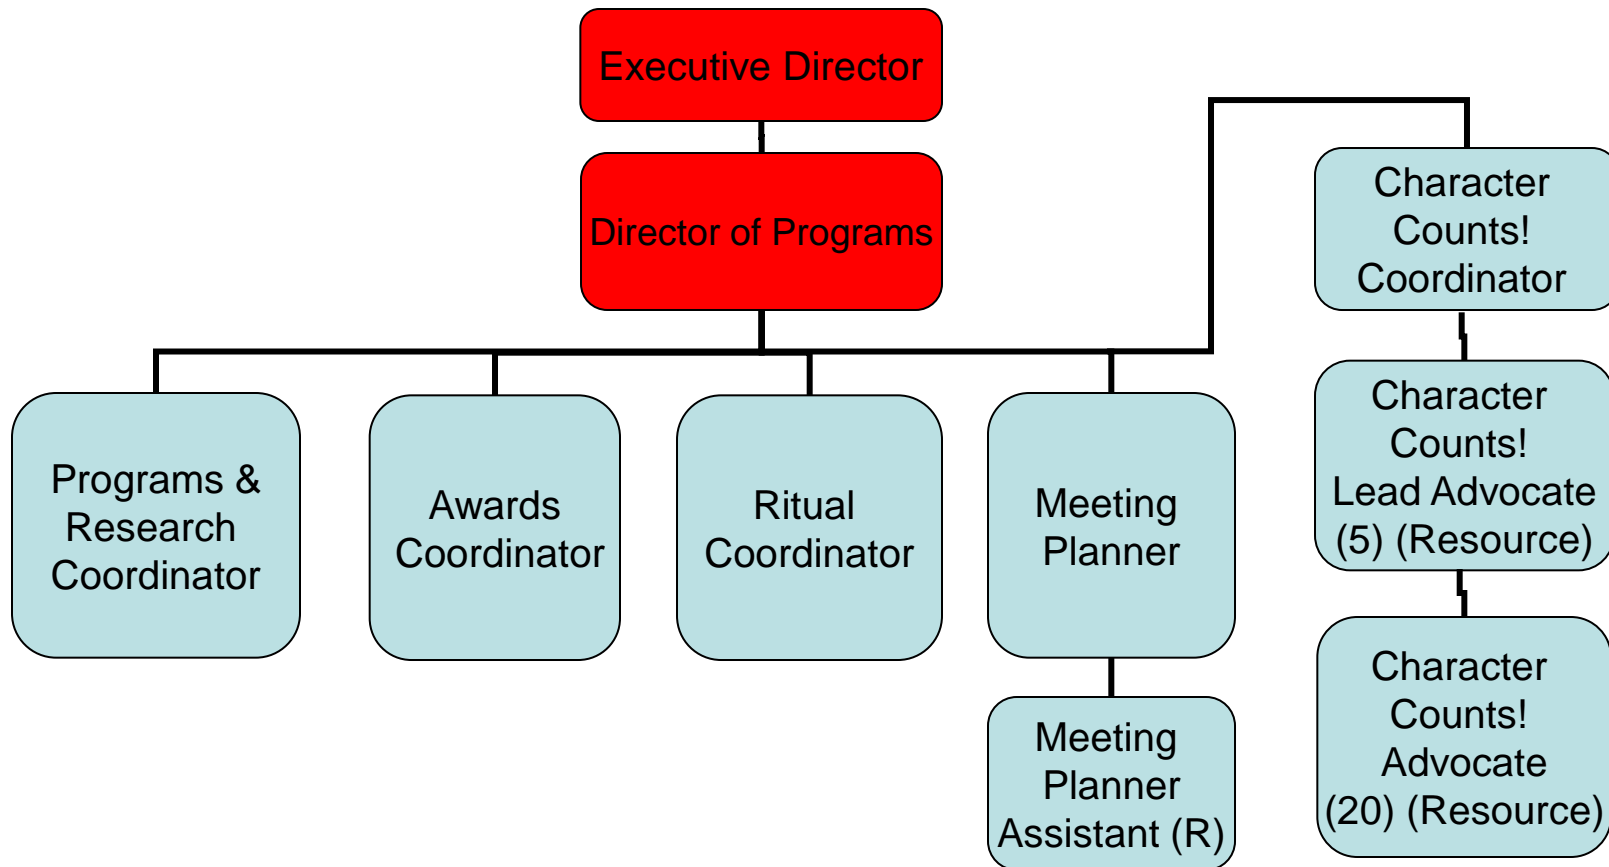 Executive Director
Director of Programs
Programs &
Research
Coordinator
Awards
Coordinator
Ritual
Coordinator
Meeting
Planner
Meeting
Planner
Assistant (R)
Character
Counts!
Coordinator
Character
Counts!
Lead Advocate
(5) (Resource)
Character
Counts!
Advocate
(20) (Resource)